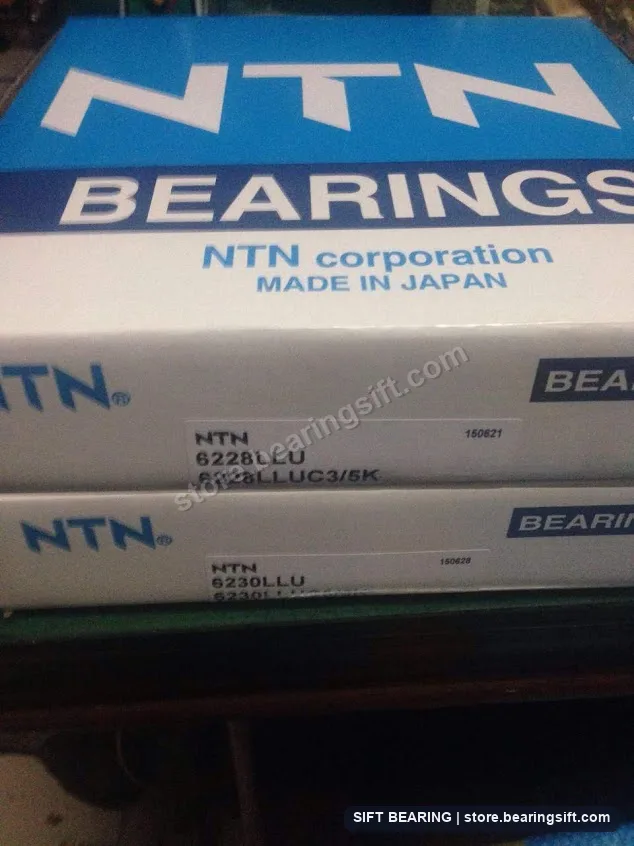 NTN
BEARINGS
NTN corporation
MADE IN JAPAN
NTN®
BEA
NTN
150621
6228LLU
6228LLUC3/5K
store.bearingsift.com
NTN®
BEARIN
NTN
150628
6230LLU
SIFT BEARING | store.bearingsift.com